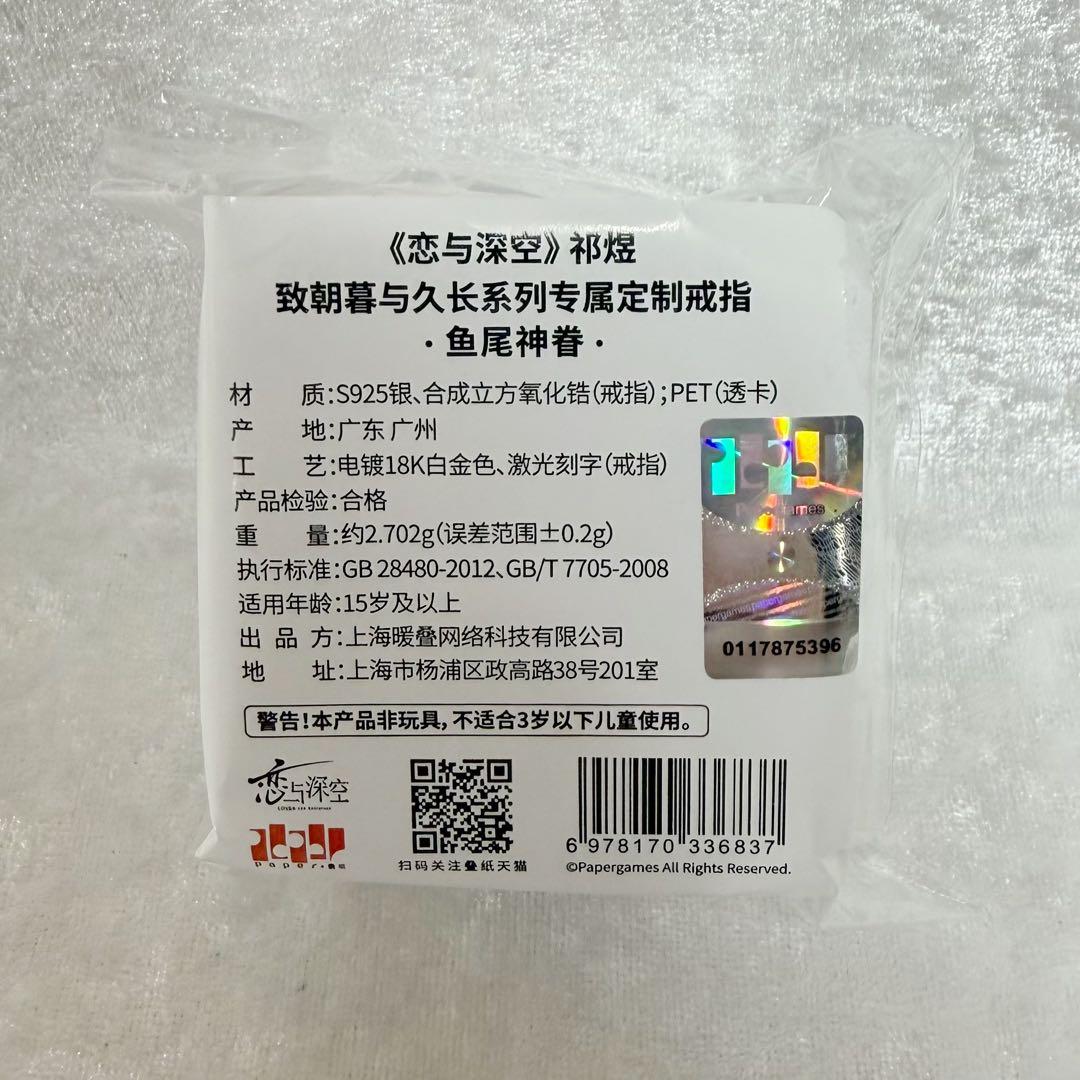 《恋与深空》祁煜
致朝暮与久长系列专属定制戒指
·鱼尾神眷·
材 质:S925银、合成立方氧化锆(戒指);PET(透卡)
产 地:广东 广州
工 艺:电镀18K白金色、激光刻字(戒指)
产品检验:合格
重 量:约2.702g(误差范围±0.2g)
执行标准:GB 28480-2012、GB/T 7705-2008
适用年龄:15岁及以上
出 品 方:上海暖叠网络科技有限公司
地 址:上海市杨浦区政高路38号201室
0117875396
警告!本产品非玩具,不适合3岁以下儿童使用。
恋与深空
paper·叠纸
扫码关注叠纸天猫
6 978170 336837
©Papergames All Rights Reserved.